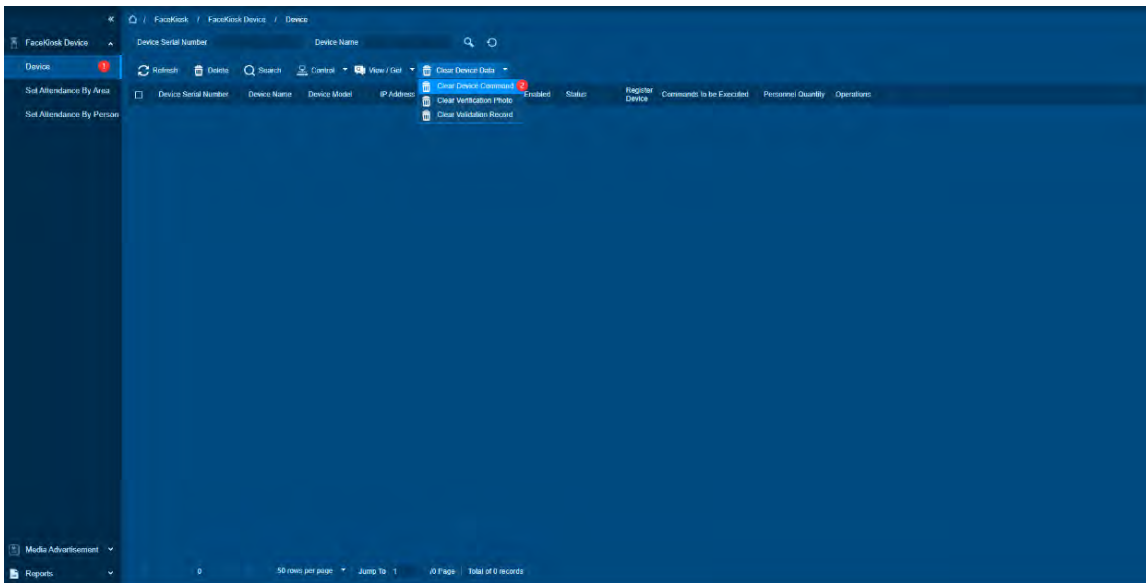 «
/ FaceKiosk / FaceKiosk Device / Device
FaceKiosk Device
Device Serial Number Device Name
Device 1
Refresh Delete Search Control View / Get Clear Device Data
Set Attendance By Area
Clear Device Command 2
Device Serial Number Device Name Device Model IP Address Enabled Status Register Device Commands to be Executed Personnel Quantity Operations
Clear Verification Photo
Set Attendance By Person
Clear Validation Record
Media Advertisement
Reports
0 50 rows per page Jump To 1 /0 Page Total of 0 records